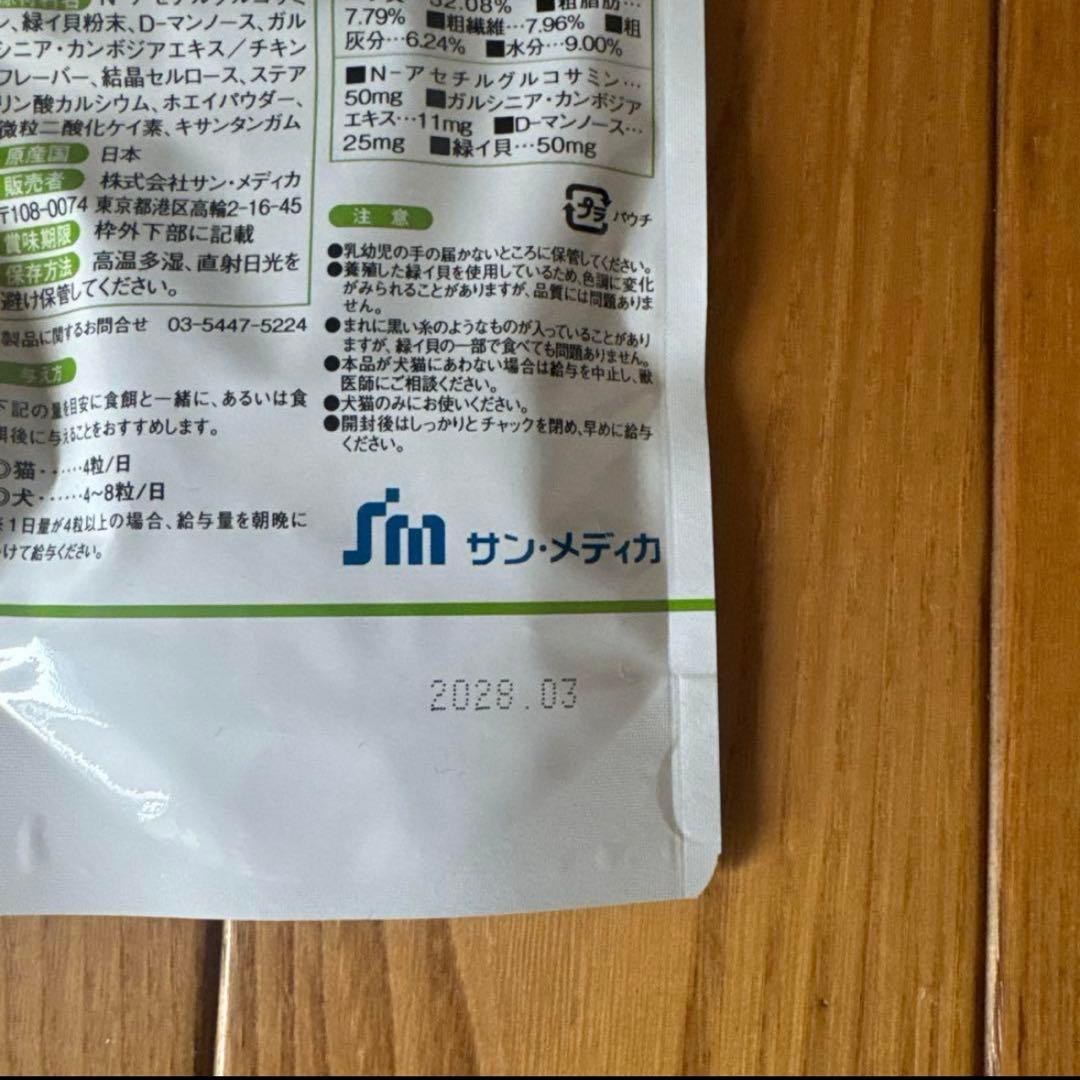 N-アセチルグルコサミ
ン、緑イ貝粉末、D-マンノース、ガル
シニア・カンボジアエキス／チキン
フレーバー、結晶セルロース、ステア
リン酸カルシウム、ホエイパウダー、
微粒二酸化ケイ素、キサンタンガム
原産国 日本
販売者 株式会社サン・メディカ
〒108-0074 東京都港区高輪2-16-45
賞味期限 枠外下部に記載
保存方法 高温多湿、直射日光を
避け保管してください。
製品に関するお問合せ 03-5447-5224
与え方
下記の量を目安に食餌と一緒に、あるいは食
餌後に与えることをおすすめします。
◎猫‥‥‥4粒/日
◎犬‥‥‥4~8粒/日
※1日量が4粒以上の場合、給与量を朝晩に
わけて給与ください。
32.08% ■粗脂肪…
7.79% ■粗繊維…7.96% ■粗
灰分…6.24% ■水分…9.00%
■N-アセチルグルコサミン…
50mg ■ガルシニア・カンボジア
エキス…11mg ■D-マンノース…
25mg ■緑イ貝…50mg
注意
プラ パウチ
●乳幼児の手の届かないところに保管してください。
●養殖した緑イ貝を使用しているため、色調に変化
がみられることがありますが、品質には問題ありま
せん。
●まれに黒い糸のようなものが入っていることがあり
ますが、緑イ貝の一部で食べても問題ありません。
●本品が犬猫にあわない場合は給与を中止し、獣
医師にご相談ください。
●犬猫のみにお使いください。
●開封後はしっかりとチャックを閉め、早めに給与
ください。
Sm サン・メディカ
2028.03